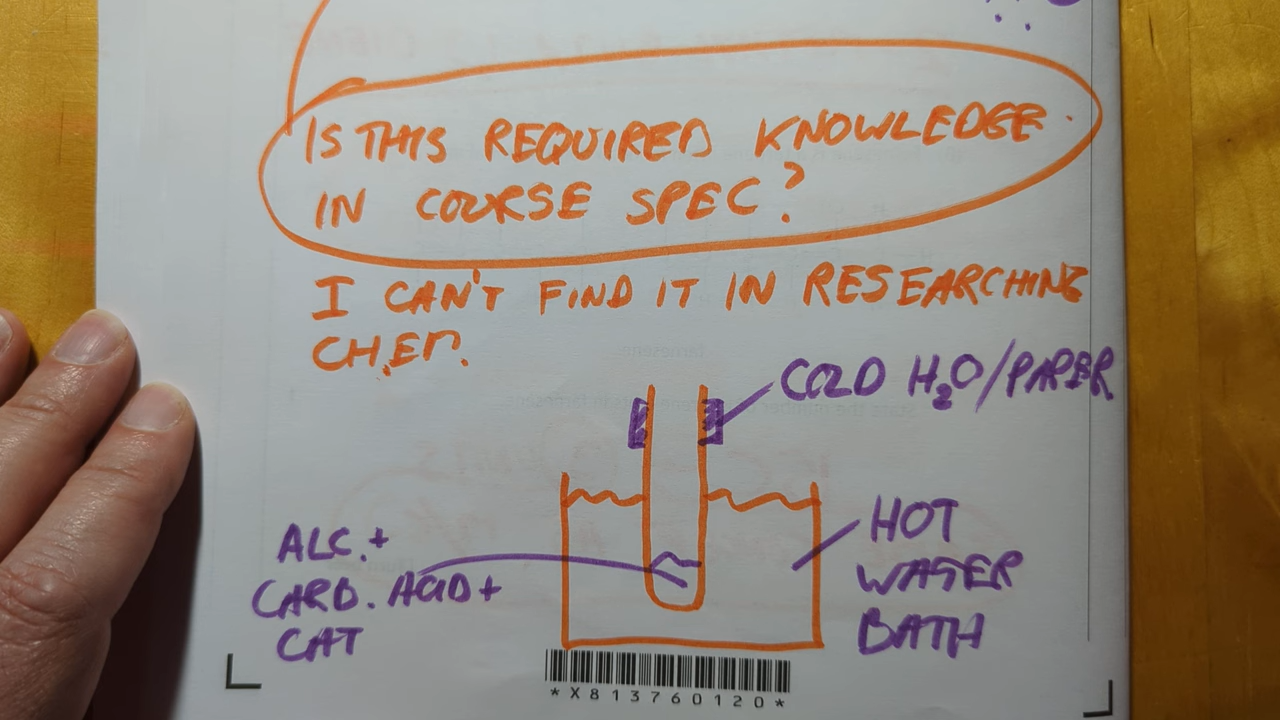 IS THIS REQUIRED KNOWLEDGE
IN COURSE SPEC?
I CAN'T FIND IT IN RESEARCHING
CHEM.
COLD H₂O/PAPER
ALC. +
CARB. ACID +
CAT
HOT
WATER
BATH
*X813760120*